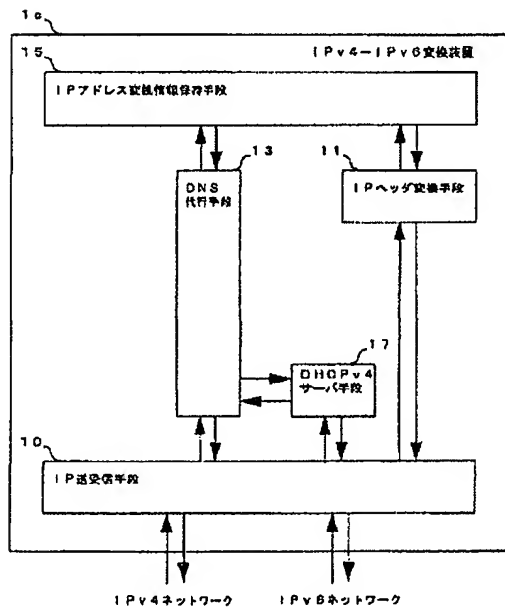 1c
15
IPv4-IPv6変換装置
IPアドレス変換情報保存手段
13
11
DNS
代行手段
IPヘッダ変換手段
17
DHCPv4
サーバ手段
10
IP送受信手段
IPv4ネットワーク
IPv6ネットワーク